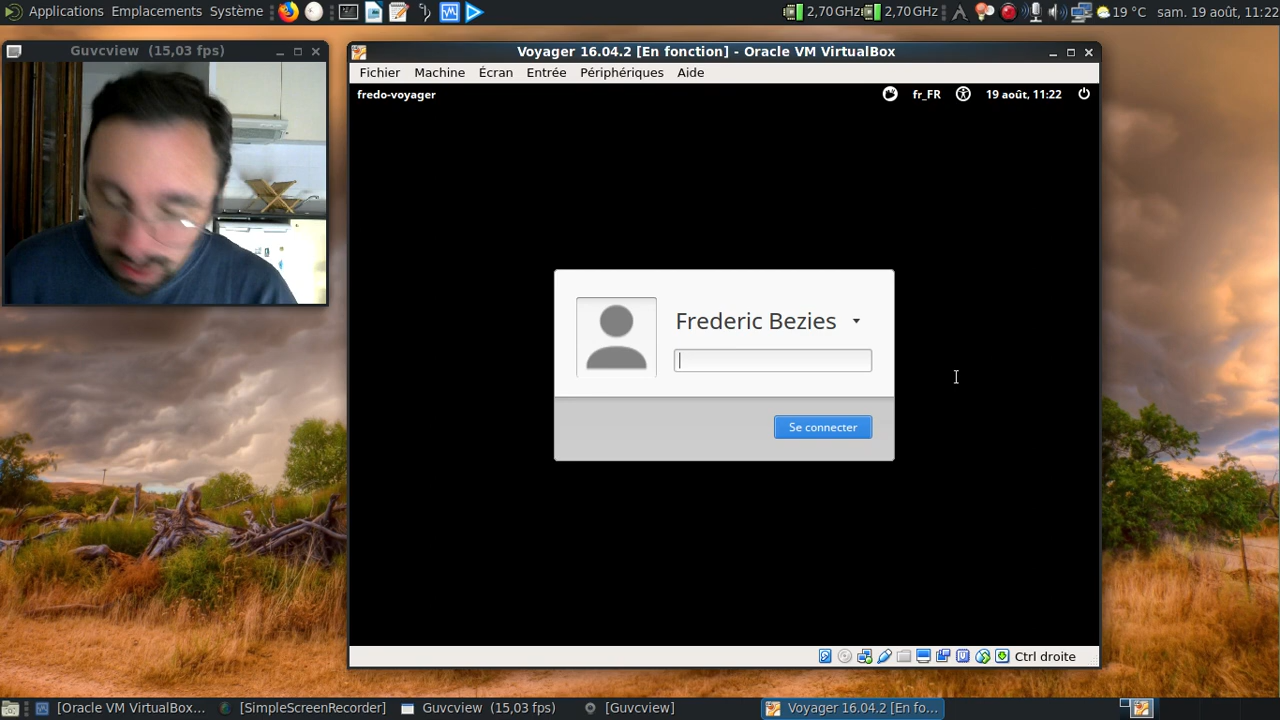 Applications Emplacements Système
2,70 GHz 2,70 GHz 19 °C sam. 19 août, 11:22
Guvcview (15,03 fps)
Voyager 16.04.2 [En fonction] - Oracle VM VirtualBox
Fichier Machine Écran Entrée Périphériques Aide
fredo-voyager fr_FR 19 août, 11:22
Frederic Bezies
Se connecter
Ctrl droite
[Oracle VM VirtualBox... [SimpleScreenRecorder] Guvcview (15,03 fps) [Guvcview] Voyager 16.04.2 [En fo...